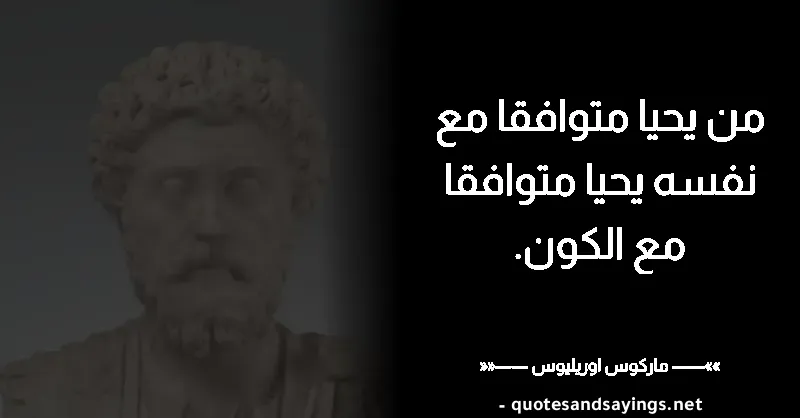 من يحيا متوافقا مع
نفسه يحيا متوافقا
مع الكون.
»»—— ماركوس اوريليوس ——««
- quotesandsayings.net